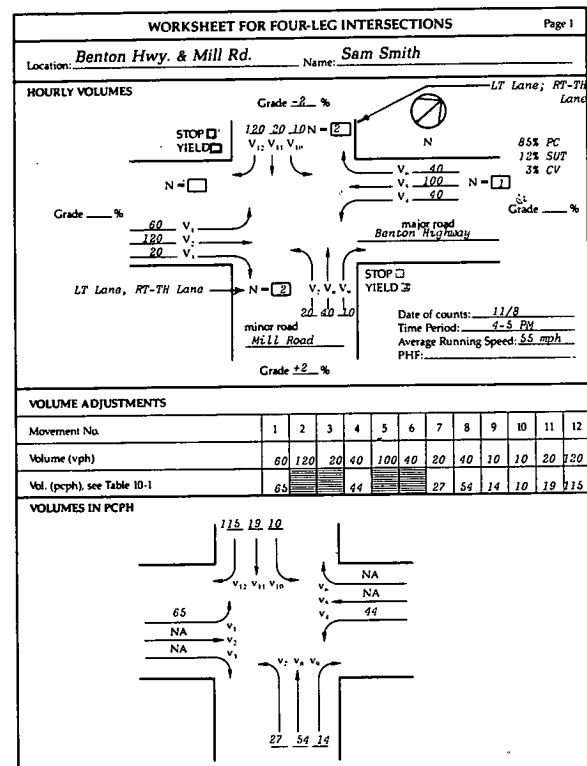 WORKSHEET FOR FOUR-LEG INTERSECTIONS Page 1
Location: Benton Hwy. & Mill Rd. Name: Sam Smith
HOURLY VOLUMES
LT Lane; RT-TH Lane
Grade -2 %
STOP
YIELD
120 20 10 N = 2
V12 V11 V10
N
85% PC
12% SUT
3% CV
N =
V6 40
V5 100 N = 1
V4 40
Grade %
Grade %
60 V1
120 V2
20 V3
major road
Benton Highway
LT Lane, RT-TH Lane N = 2
V7 V8 V9
20 40 10
STOP
YIELD
minor road
Mill Road
Date of counts: 11/8
Time Period: 4-5 PM
Average Running Speed: 55 mph
PHF:
Grade +2 %
VOLUME ADJUSTMENTS
Movement No. 1 2 3 4 5 6 7 8 9 10 11 12
Volume (vph) 60 120 20 40 100 40 20 40 10 10 20 120
Vol. (pcph), see Table 10-1 65 44 27 54 14 10 19 115
VOLUMES IN PCPH
115 19 10
V12 V11 V10
V6 NA
V5 NA
V4 44
65 V1
NA V2
NA V3
V7 V8 V9
27 54 14